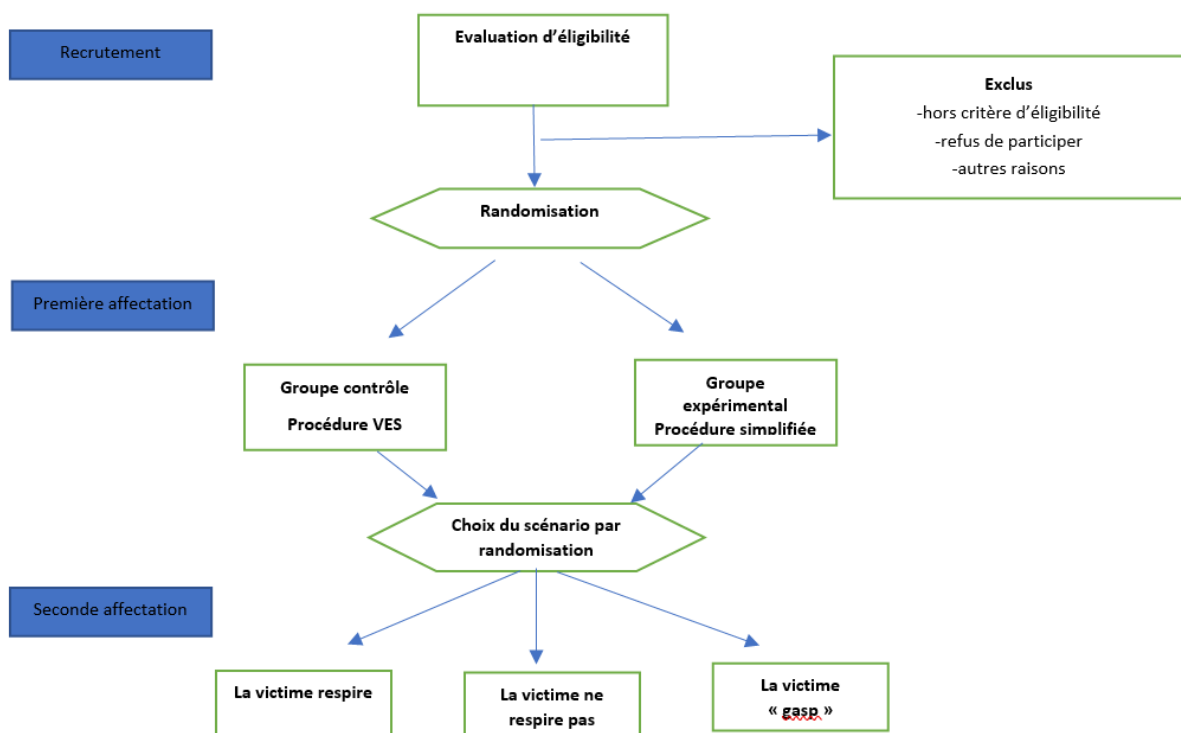 Recrutement
Evaluation d’éligibilité
Exclus
-hors critère d’éligibilité
-refus de participer
-autres raisons
Randomisation
Première affectation
Groupe contrôle
Procédure VES
Groupe
expérimental
Procédure simplifiée
Choix du scénario par
randomisation
Seconde affectation
La victime respire
La victime ne
respire pas
La victime
« gasp »